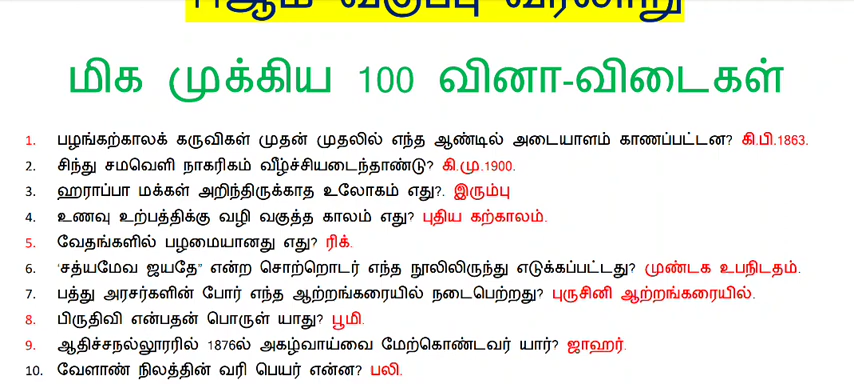 11ஆம் வகுப்பு வரலாறு
மிக முக்கிய 100 வினா-விடைகள்
1. பழங்கற்காலக் கருவிகள் முதன் முதலில் எந்த ஆண்டில் அடையாளம் காணப்பட்டன? கி.பி.1863.
2. சிந்து சமவெளி நாகரிகம் வீழ்ச்சியடைந்தாண்டு? கி.மு.1900.
3. ஹராப்பா மக்கள் அறிந்திருக்காத உலோகம் எது?. இரும்பு
4. உணவு உற்பத்திக்கு வழி வகுத்த காலம் எது? புதிய கற்காலம்.
5. வேதங்களில் பழமையானது எது? ரிக்.
6. ‘சத்யமேவ ஜயதே” என்ற சொற்றொடர் எந்த நூலிலிருந்து எடுக்கப்பட்டது? முண்டக உபநிடதம்.
7. பத்து அரசர்களின் போர் எந்த ஆற்றங்கரையில் நடைபெற்றது? புருசினி ஆற்றங்கரையில்.
8. பிருதிவி என்பதன் பொருள் யாது? பூமி.
9. ஆதிச்சநல்லூரரில் 1876ல் அகழ்வாய்வை மேற்கொண்டவர் யார்? ஜாஹர்.
10. வேளாண் நிலத்தின் வரி பெயர் என்ன? பலி.